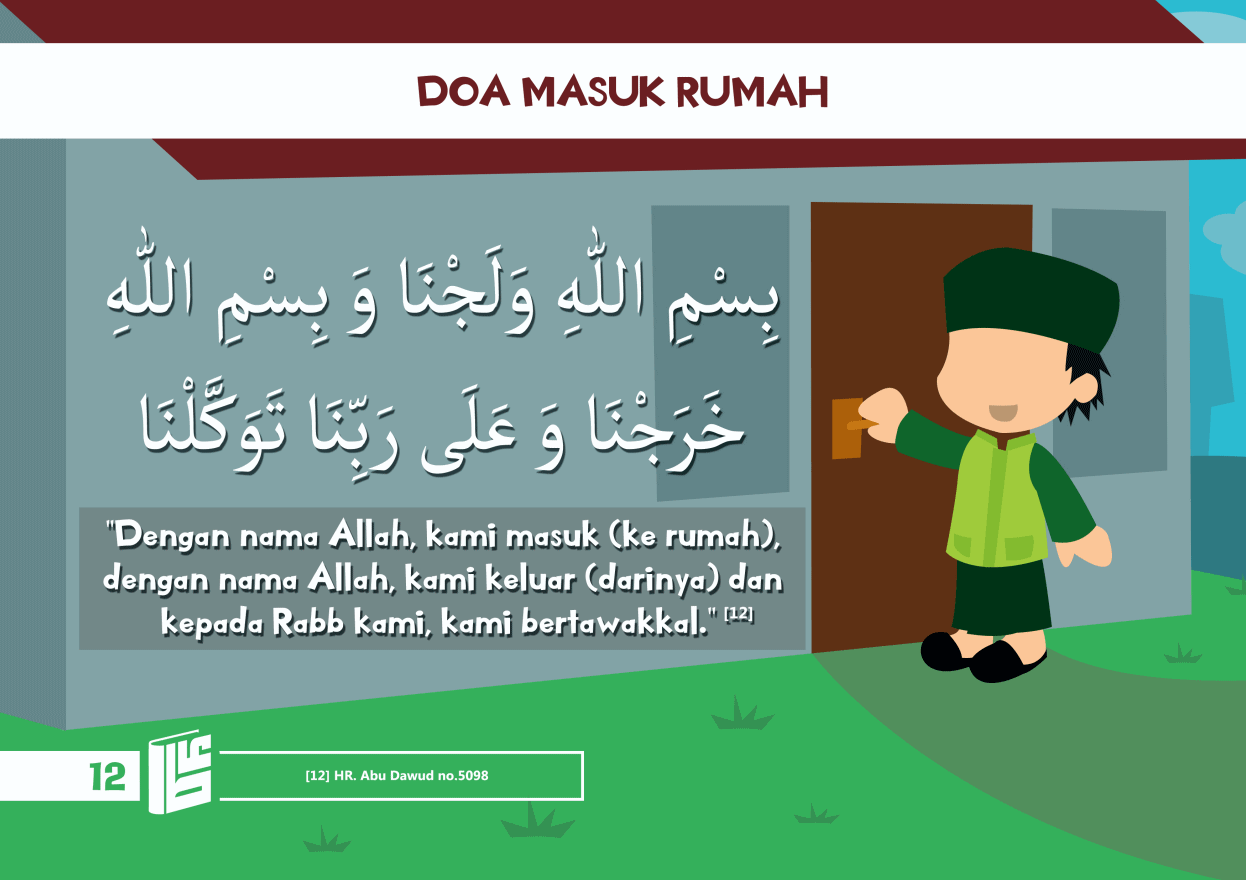 DOA MASUK RUMAH
بِسْمِ اللّٰهِ وَلَجْنَا وَ بِسْمِ اللّٰهِ
خَرَجْنَا وَ عَلَى رَبِّنَا تَوَكَّلْنَا
"Dengan nama Allah, kami masuk (ke rumah),
dengan nama Allah, kami keluar (darinya) dan
kepada Rabb kami, kami bertawakkal." [12]
12
[12] HR. Abu Dawud no.5098